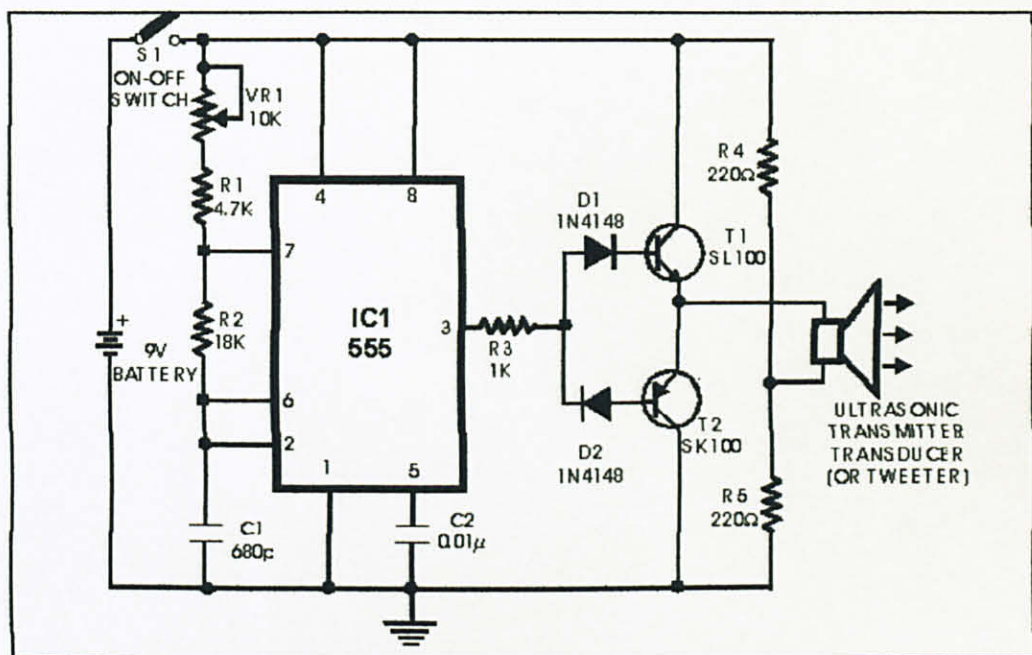 S1
ON-OFF
SWITCH
VR1
10K
R1
4.7K
R2
18K
+
9V
BATTERY
4
8
7
6
2
1
5
3
IC1
555
C1
680p
C2
0.01µ
R3
1K
D1
1N4148
D2
1N4148
T1
SL100
T2
SK100
R4
220Ω
R5
220Ω
ULTRASONIC
TRANSMITTER
TRANSDUCER
(OR TWEETER)